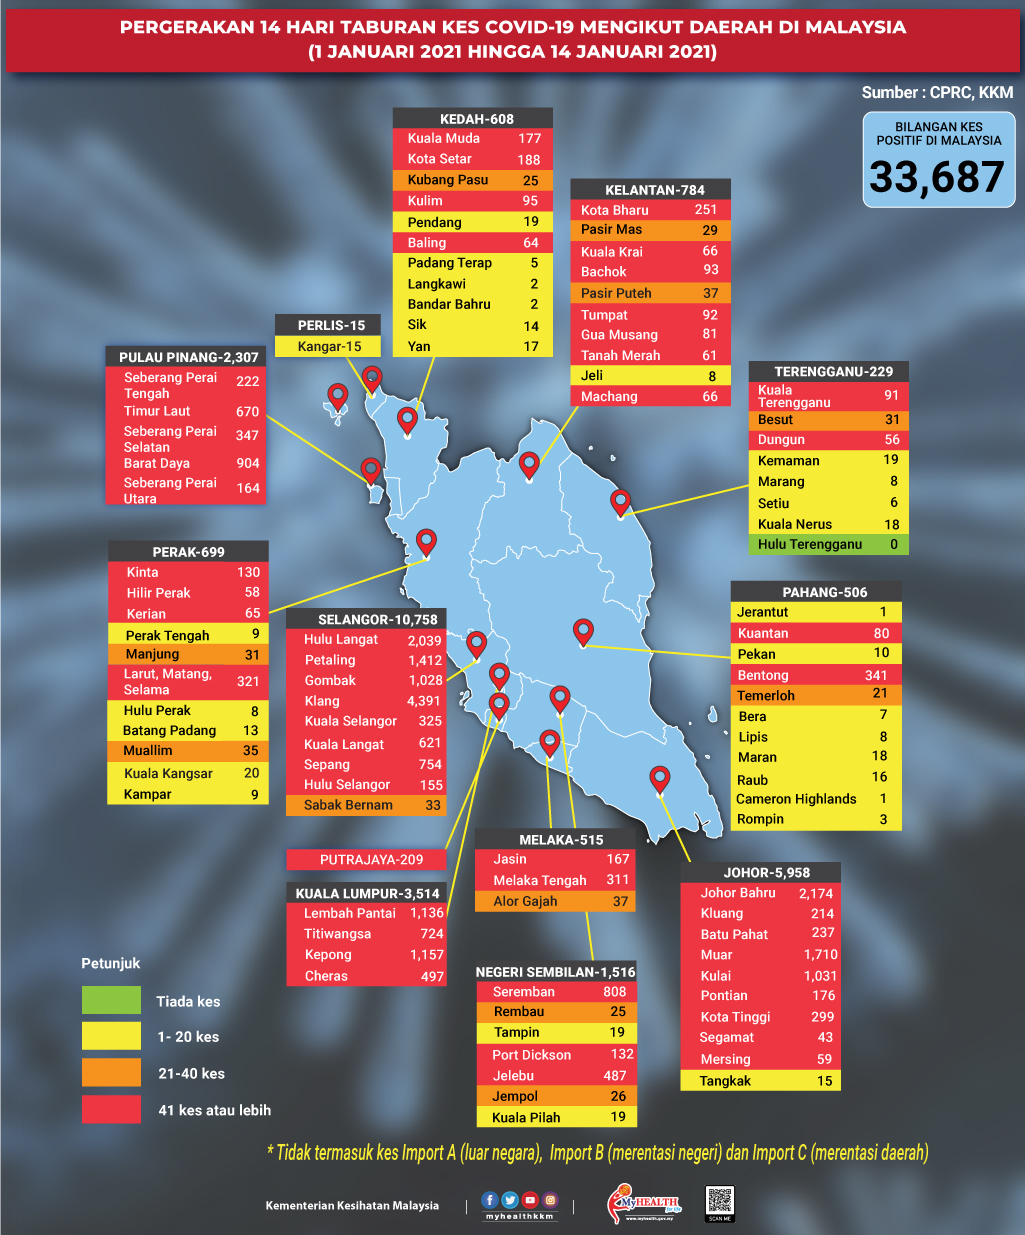 PERGERAKAN 14 HARI TABURAN KES COVID-19 MENGIKUT DAERAH DI MALAYSIA
(1 JANUARI 2021 HINGGA 14 JANUARI 2021)
Sumber : CPRC, KKM
BILANGAN KES
POSITIF DI MALAYSIA
33,687
KEDAH-608
Kuala Muda 177
Kota Setar 188
Kubang Pasu 25
Kulim 95
Pendang 19
Baling 64
Padang Terap 5
Langkawi 2
Bandar Bahru 2
Sik 14
Yan 17
KELANTAN-784
Kota Bharu 251
Pasir Mas 29
Kuala Krai 66
Bachok 93
Pasir Puteh 37
Tumpat 92
Gua Musang 81
Tanah Merah 61
Jeli 8
Machang 66
PERLIS-15
Kangar-15
PULAU PINANG-2,307
Seberang Perai
Tengah 222
Timur Laut 670
Seberang Perai
Selatan 347
Barat Daya 904
Seberang Perai
Utara 164
TERENGGANU-229
Kuala
Terengganu 91
Besut 31
Dungun 56
Kemaman 19
Marang 8
Setiu 6
Kuala Nerus 18
Hulu Terengganu 0
PERAK-699
Kinta 130
Hilir Perak 58
Kerian 65
Perak Tengah 9
Manjung 31
Larut, Matang,
Selama 321
Hulu Perak 8
Batang Padang 13
Muallim 35
Kuala Kangsar 20
Kampar 9
SELANGOR-10,758
Hulu Langat 2,039
Petaling 1,412
Gombak 1,028
Klang 4,391
Kuala Selangor 325
Kuala Langat 621
Sepang 754
Hulu Selangor 155
Sabak Bernam 33
PAHANG-506
Jerantut 1
Kuantan 80
Pekan 10
Bentong 341
Temerloh 21
Bera 7
Lipis 8
Maran 18
Raub 16
Cameron Highlands 1
Rompin 3
PUTRAJAYA-209
KUALA LUMPUR-3,514
Lembah Pantai 1,136
Titiwangsa 724
Kepong 1,157
Cheras 497
MELAKA-515
Jasin 167
Melaka Tengah 311
Alor Gajah 37
JOHOR-5,958
Johor Bahru 2,174
Kluang 214
Batu Pahat 237
Muar 1,710
Kulai 1,031
Pontian 176
Kota Tinggi 299
Segamat 43
Mersing 59
Tangkak 15
NEGERI SEMBILAN-1,516
Seremban 808
Rembau 25
Tampin 19
Port Dickson 132
Jelebu 487
Jempol 26
Kuala Pilah 19
Petunjuk
Tiada kes
1- 20 kes
21-40 kes
41 kes atau lebih
* Tidak termasuk kes Import A (luar negara), Import B (merentasi negeri) dan Import C (merentasi daerah)
Kementerian Kesihatan Malaysia
myhealthkkm
MyHEALTH
for life
www.myhealth.gov.my
SCAN ME